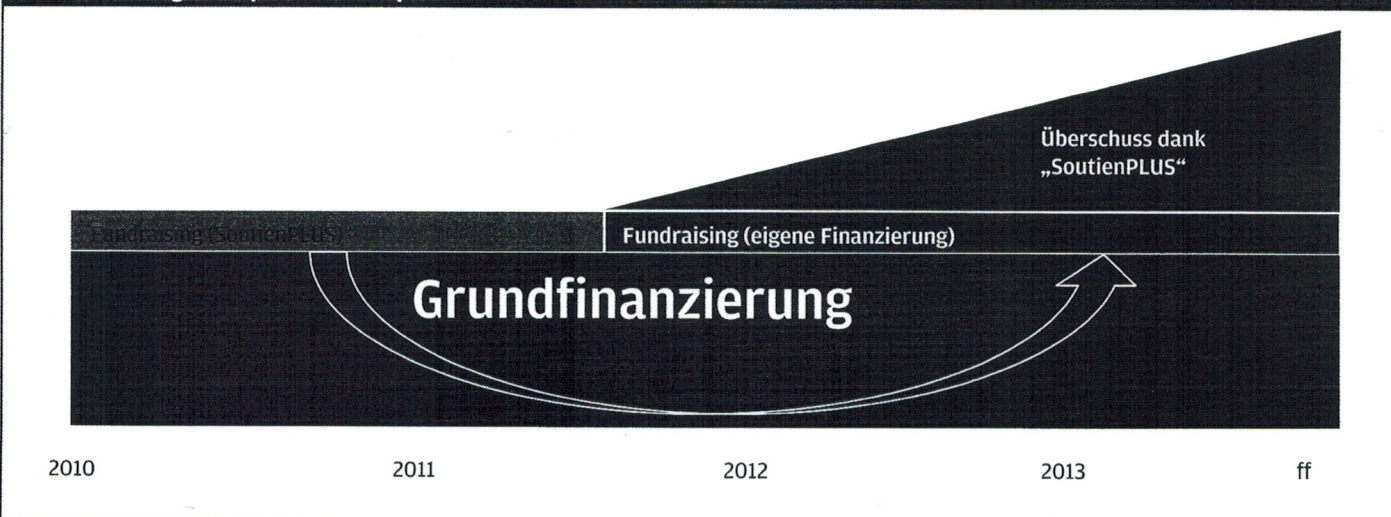 Überschuss dank
„SoutienPLUS“
Fundraising (SoutienPLUS)
Fundraising (eigene Finanzierung)
Grundfinanzierung
2010
2011
2012
2013
ff